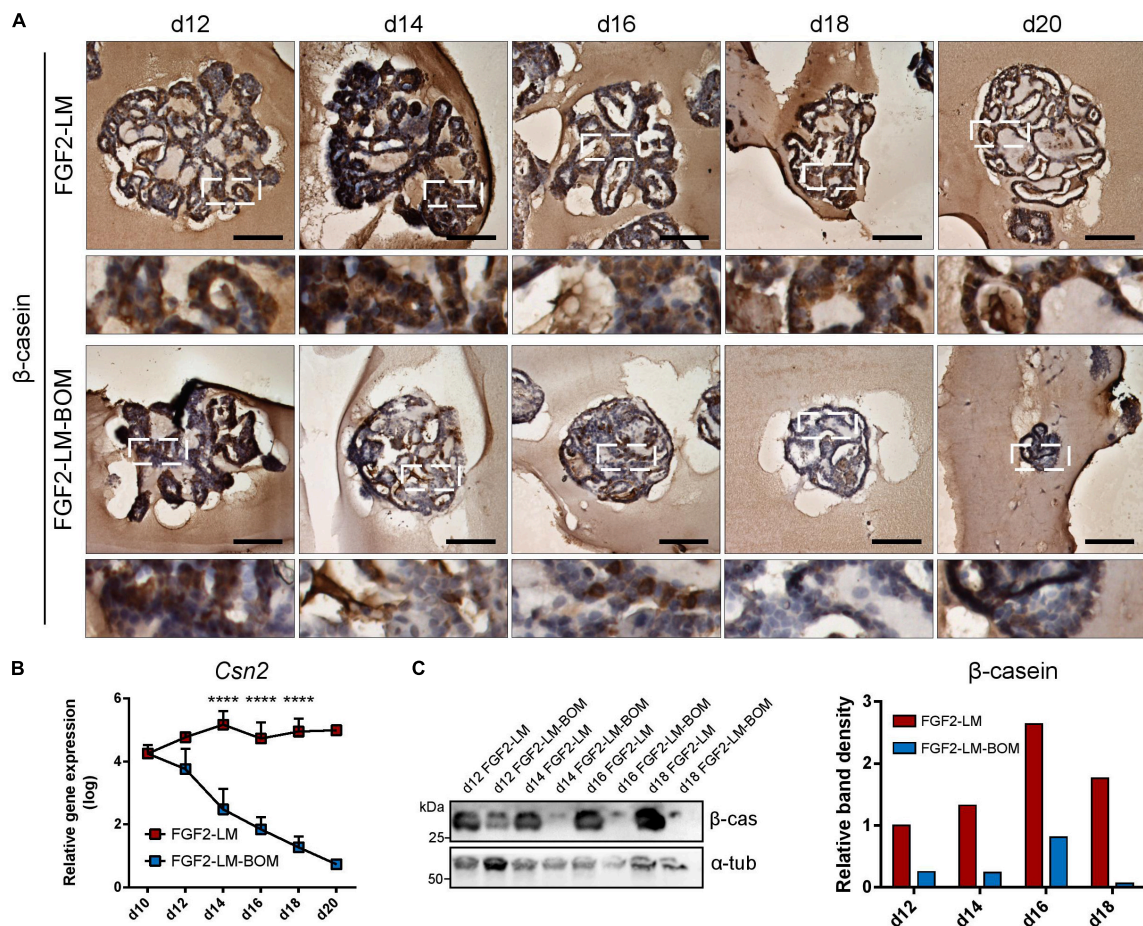 A
d12 d14 d16 d18 d20
β-casein
FGF2-LM
FGF2-LM-BOM
B
Csn2
Relative gene expression
(log)
6
4
2
0
**** **** ****
FGF2-LM
FGF2-LM-BOM
d10 d12 d14 d16 d18 d20
C
d12 FGF2-LM
d12 FGF2-LM-BOM
d14 FGF2-LM
d14 FGF2-LM-BOM
d16 FGF2-LM
d16 FGF2-LM-BOM
d18 FGF2-LM
d18 FGF2-LM-BOM
kDa
25
50
β-cas
α-tub
β-casein
Relative band density
3
2
1
0
FGF2-LM
FGF2-LM-BOM
d12 d14 d16 d18